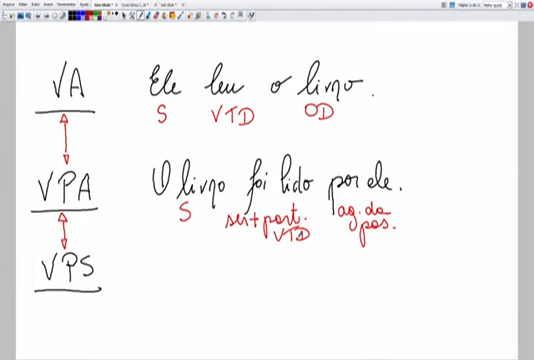 VA Ele leu o livro.
S VTD OD
VPA O livro foi lido por ele.
S ser+part. ag. da
VTD pas.
VPS